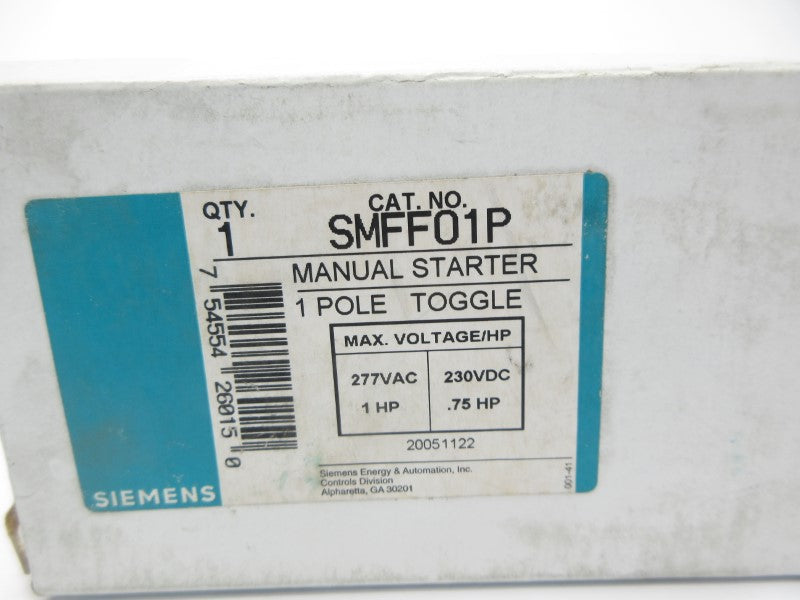 QTY.
1
CAT. NO.
SMFF01P
MANUAL STARTER
1 POLE TOGGLE
MAX. VOLTAGE/HP
277VAC 230VDC
1 HP .75 HP
20051122
7 54554 26015 0
Siemens Energy & Automation, Inc.
Controls Division
Alpharetta, GA 30201
001-41
SIEMENS